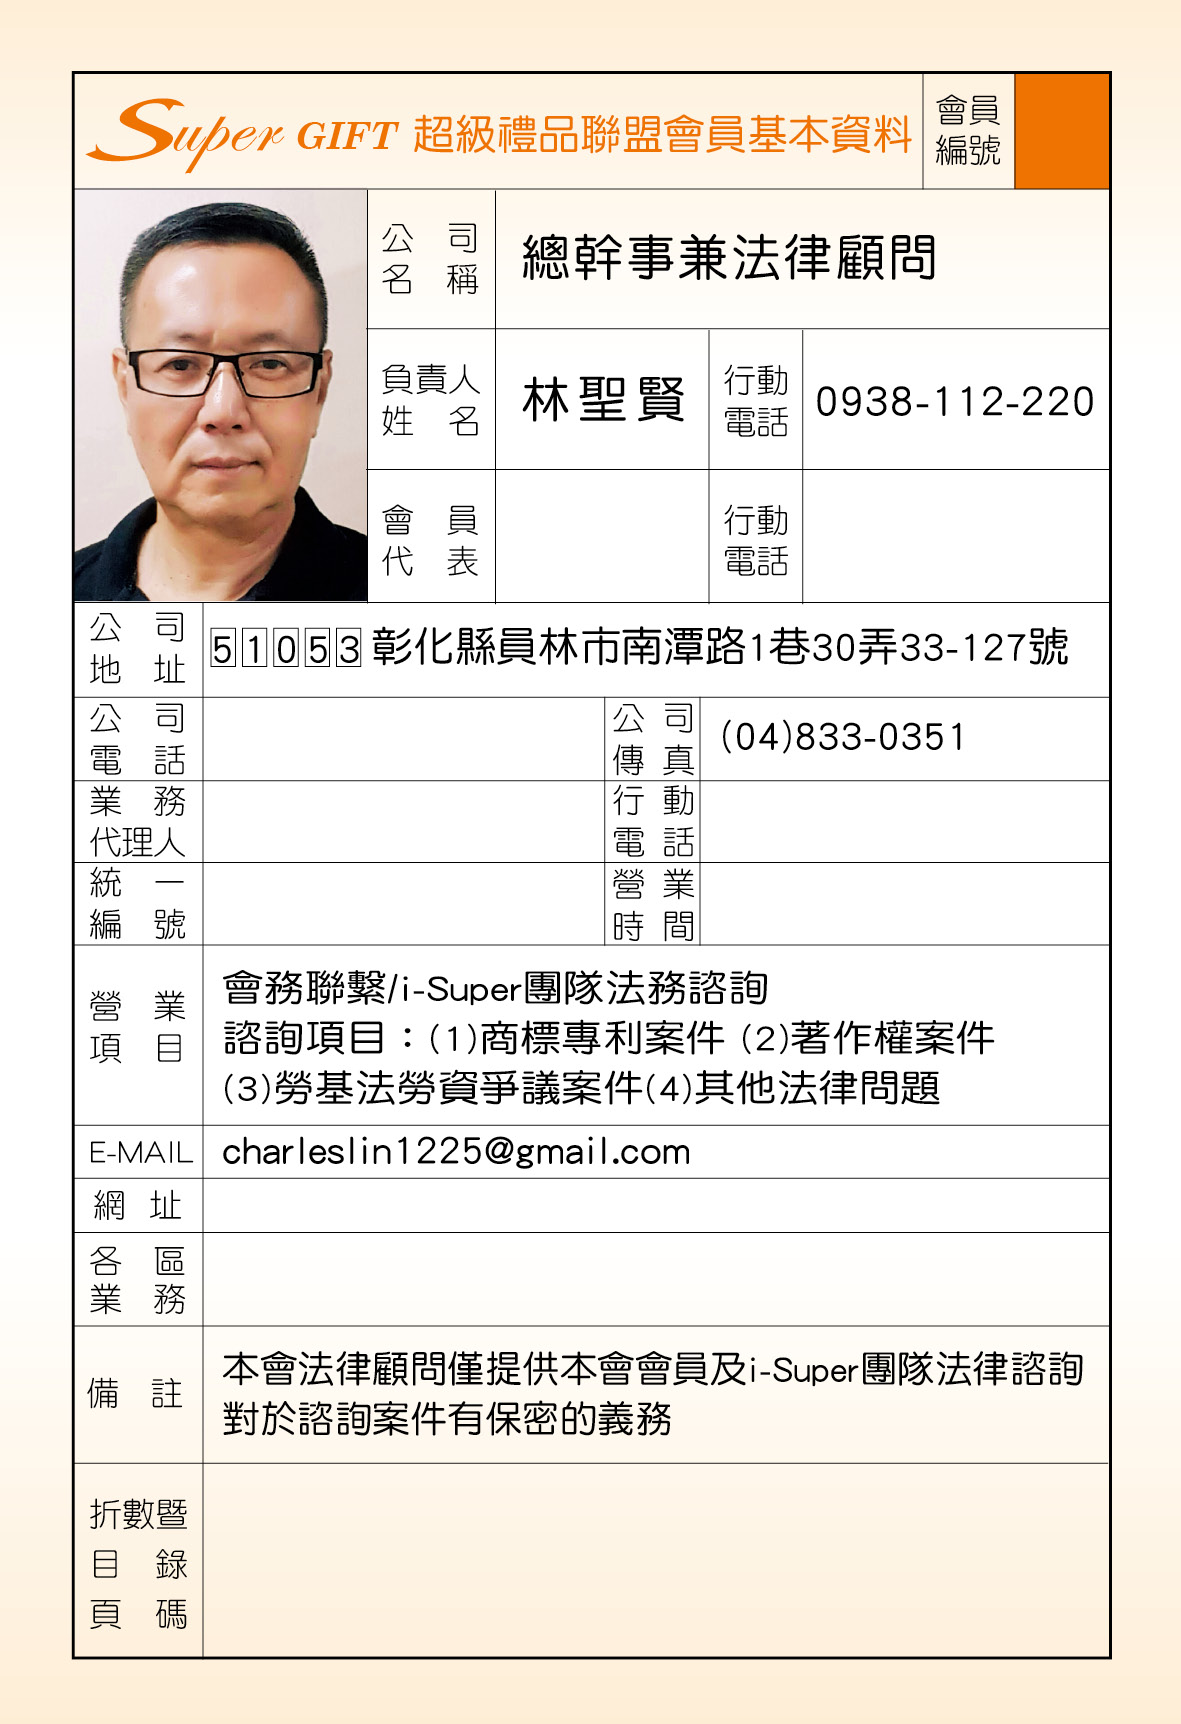 Super GIFT 超級禮品聯盟會員基本資料
會員
編號
公司
名稱
總幹事兼法律顧問
負責人
姓名
林聖賢
行動
電話
0938-112-220
會員
代表
行動
電話
公司
地址
51053彰化縣員林市南潭路1巷30弄33-127號
公司
電話
公司
傳真
(04)833-0351
業務
代理人
行動
電話
統一
編號
營業
時間
營業
項目
會務聯繫/i-Super團隊法務諮詢
諮詢項目：(1)商標專利案件 (2)著作權案件
(3)勞基法勞資爭議案件(4)其他法律問題
E-MAIL
charleslin1225@gmail.com
網址
各區
業務
備註
本會法律顧問僅提供本會會員及i-Super團隊法律諮詢
對於諮詢案件有保密的義務
折數暨
目錄
頁碼